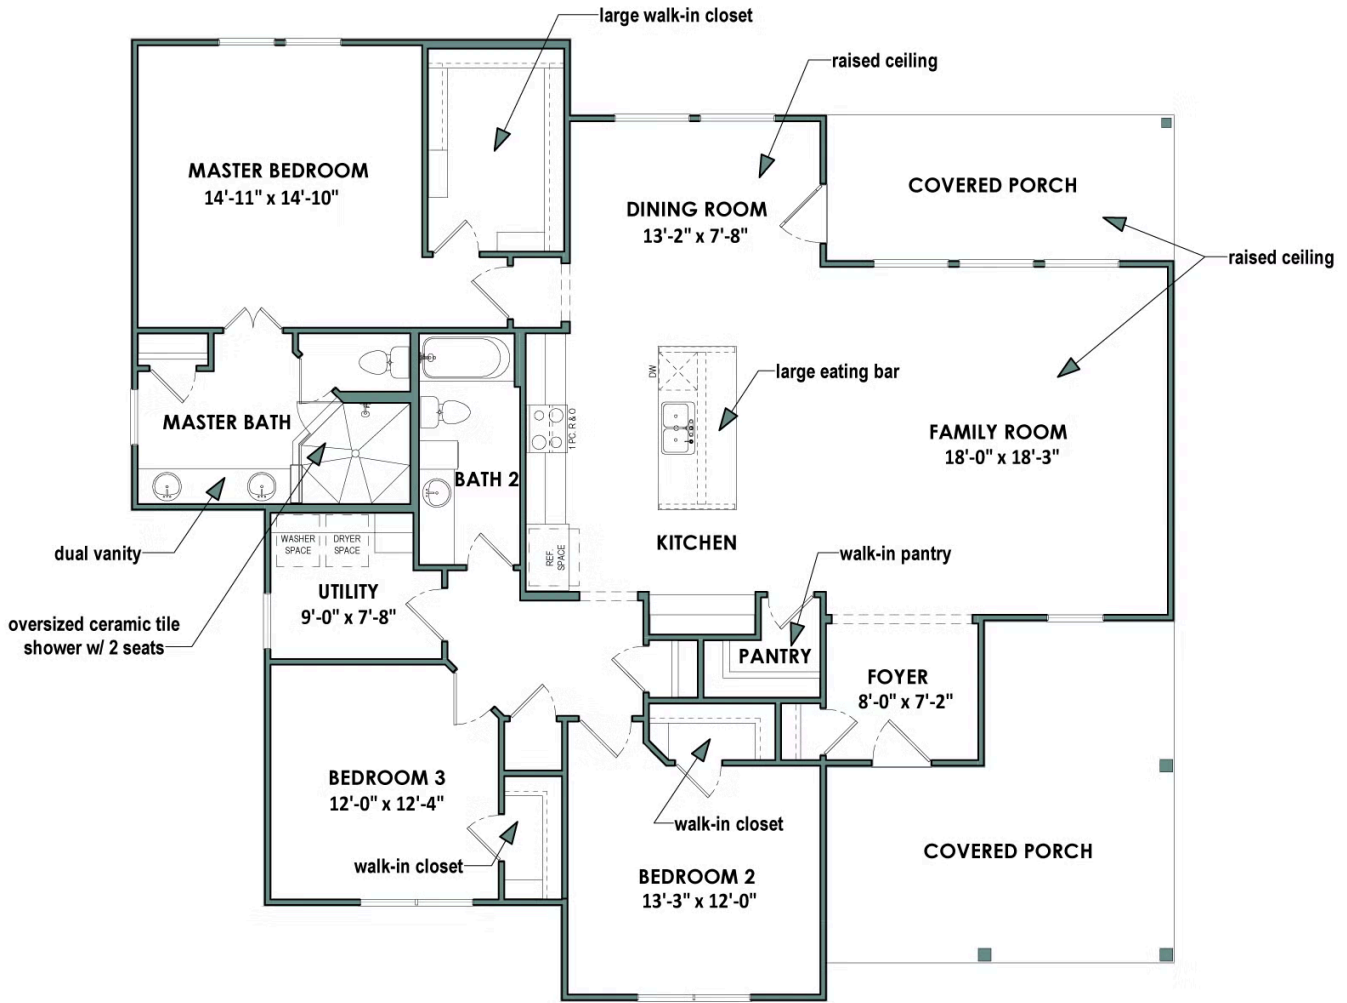 large walk-in closet
raised ceiling
MASTER BEDROOM
14'-11" x 14'-10"
DINING ROOM
13'-2" x 7'-8"
COVERED PORCH
raised ceiling
DW
large eating bar
1 PC. R & O
MASTER BATH
FAMILY ROOM
18'-0" x 18'-3"
BATH 2
WASHER
SPACE
DRYER
SPACE
REF.
SPACE
KITCHEN
dual vanity
walk-in pantry
UTILITY
9'-0" x 7'-8"
oversized ceramic tile
shower w/ 2 seats
PANTRY
FOYER
8'-0" x 7'-2"
BEDROOM 3
12'-0" x 12'-4"
walk-in closet
walk-in closet
COVERED PORCH
BEDROOM 2
13'-3" x 12'-0"